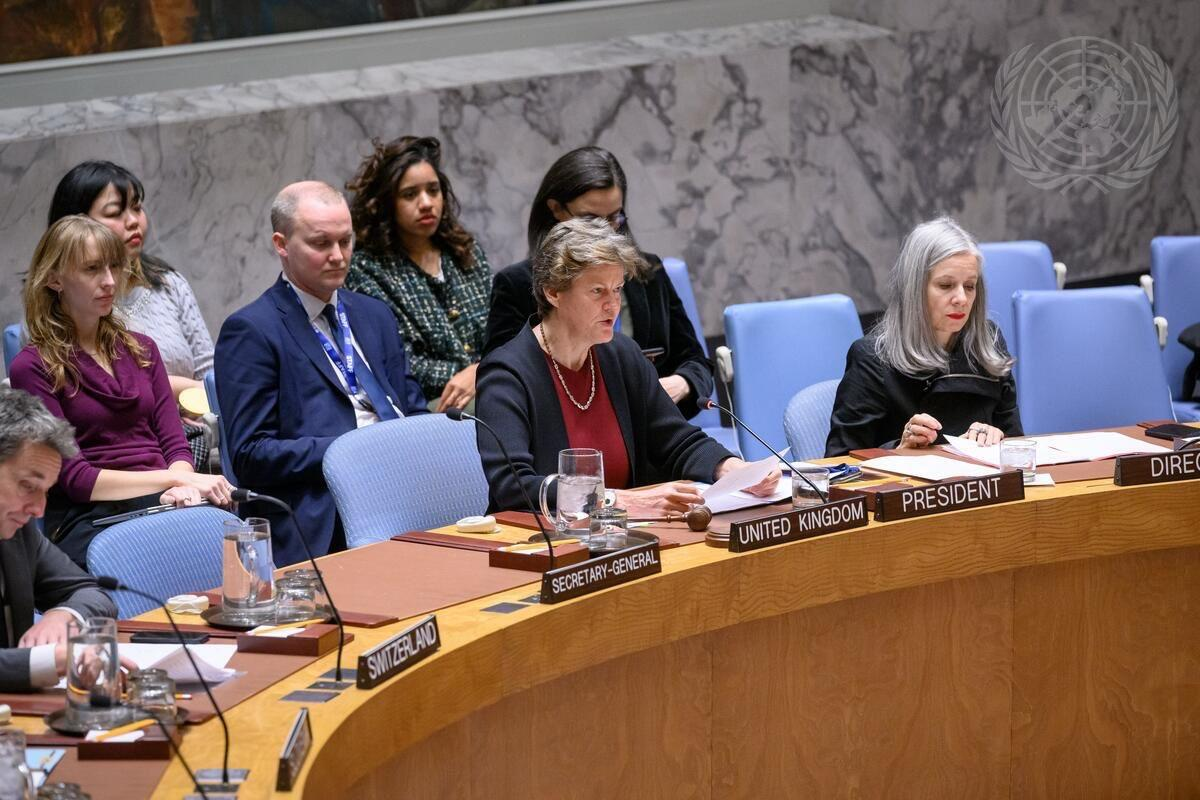 SWITZERLAND
SECRETARY-GENERAL
UNITED KINGDOM
PRESIDENT
DIREC